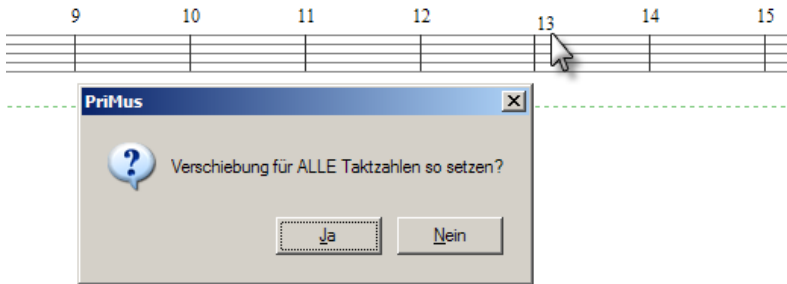 9 10 11 12 13 14 15
PriMus
Verschiebung für ALLE Taktzahlen so setzen?
Ja Nein